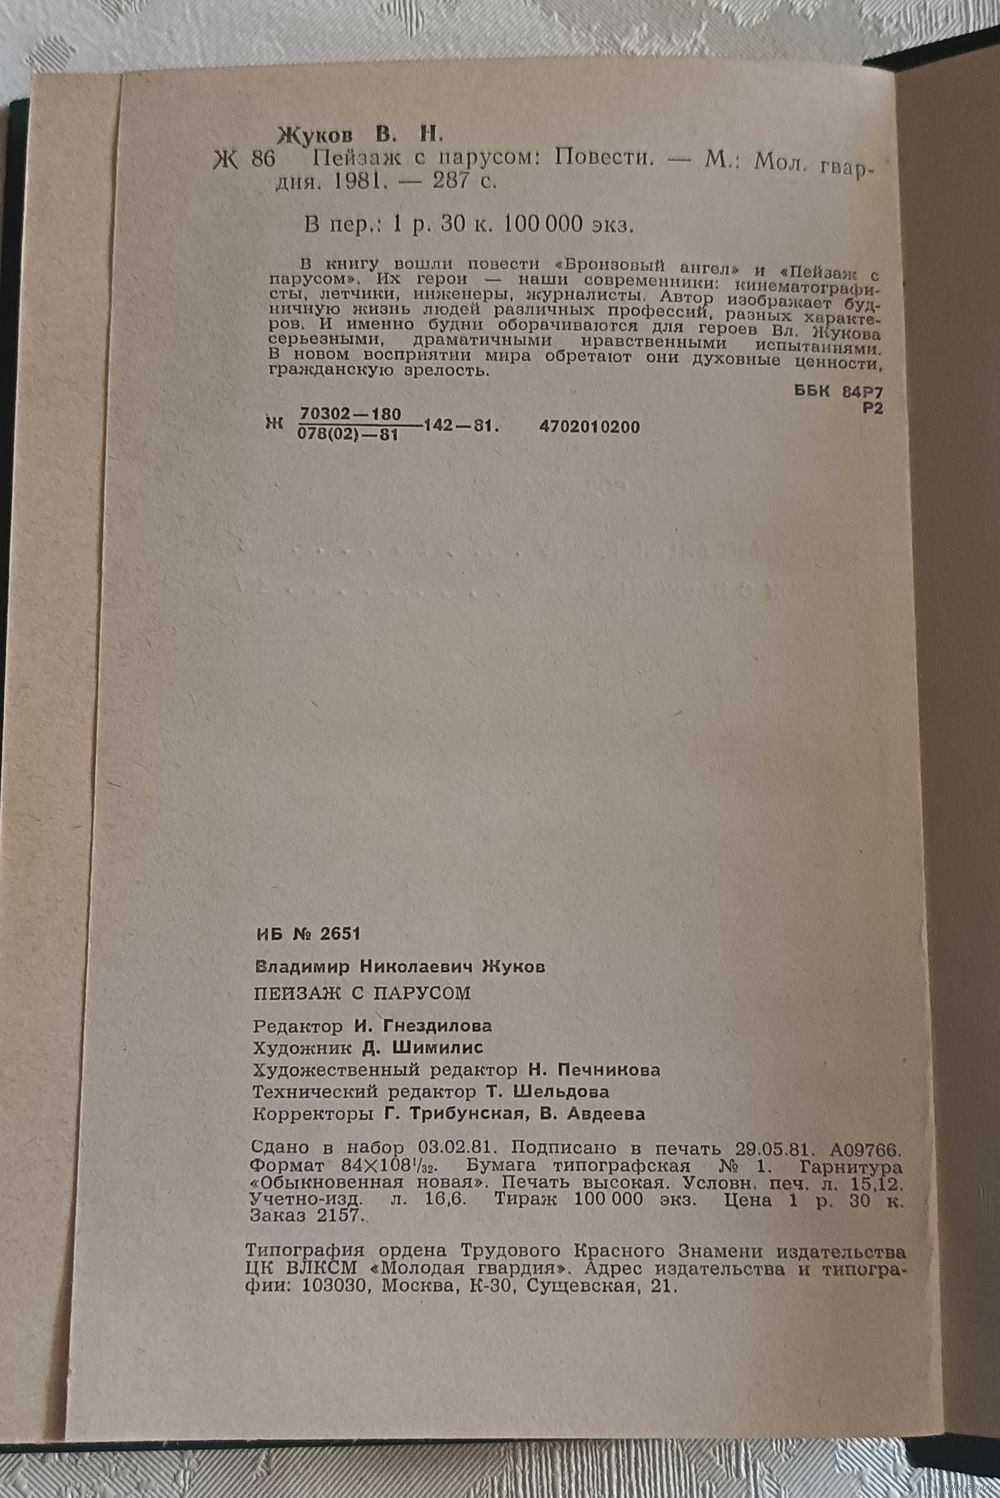 Жуков В. Н.
Ж 86 Пейзаж с парусом: Повести. — М.: Мол. гвар-
дия. 1981. — 287 с.
В пер.: 1 р. 30 к. 100 000 экз.
В книгу вошли повести «Бронзовый ангел» и «Пейзаж с
парусом». Их герои — наши современники: кинематографи-
сты, летчики, инженеры, журналисты. Автор изображает буд-
ничную жизнь людей различных профессий, разных характе-
ров. И именно будни оборачиваются для героев Вл. Жукова
серьезными, драматичными нравственными испытаниями.
В новом восприятии мира обретают они духовные ценности,
гражданскую зрелость.
ББК 84Р7
Р2
Ж 70302—180
078(02)—81 142—81. 4702010200
ИБ № 2651
Владимир Николаевич Жуков
ПЕЙЗАЖ С ПАРУСОМ
Редактор И. Гнездилова
Художник Д. Шимилис
Художественный редактор Н. Печникова
Технический редактор Т. Шельдова
Корректоры Г. Трибунская, В. Авдеева
Сдано в набор 03.02.81. Подписано в печать 29.05.81. А09766.
Формат 84×108 1/32. Бумага типографская № 1. Гарнитура
«Обыкновенная новая». Печать высокая. Условн. печ. л. 15,12.
Учетно-изд. л. 16,6. Тираж 100 000 экз. Цена 1 р. 30 к.
Заказ 2157.
Типография ордена Трудового Красного Знамени издательства
ЦК ВЛКСМ «Молодая гвардия». Адрес издательства и типогра-
фии: 103030, Москва, К-30, Сущевская, 21.